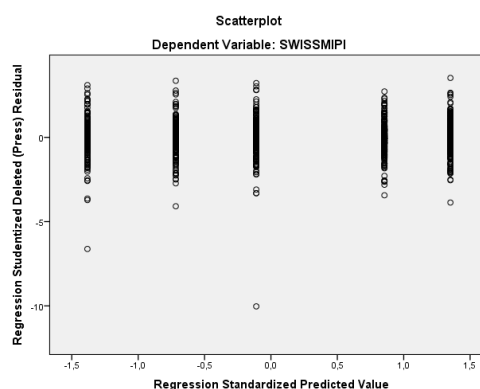 Scatterplot
Dependent Variable: SWISSMIPI
Regression Studentized Deleted (Press) Residual
0
-5
-10
-1,5
-1,0
-0,5
0,0
0,5
1,0
1,5
Regression Standardized Predicted Value